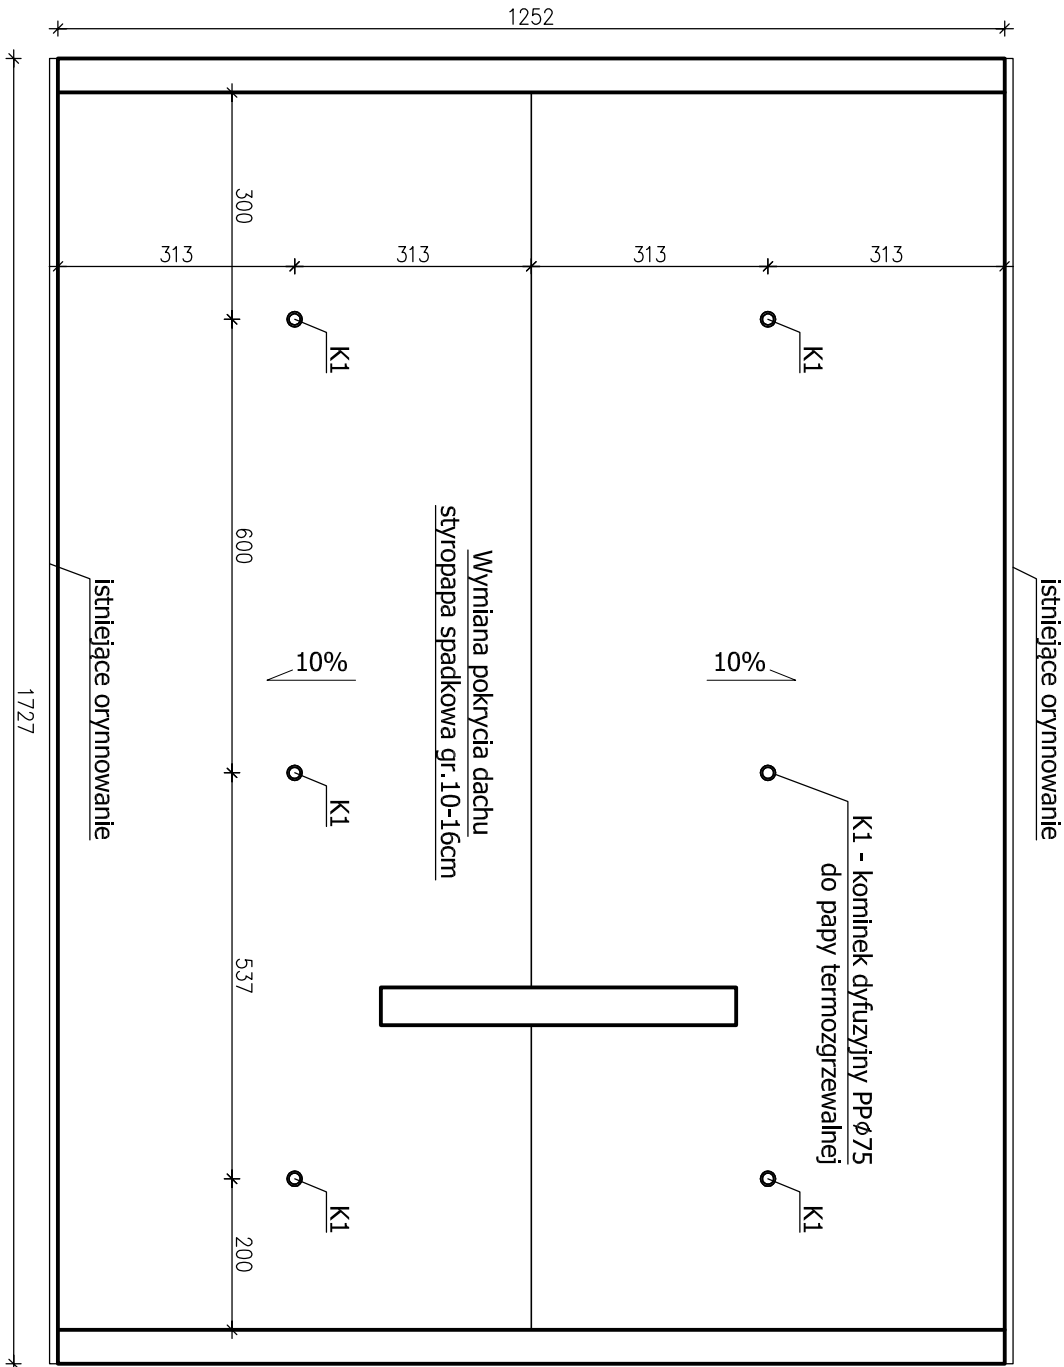 1252
istniejące orynnowanie
300
313
313
313
313
K1
K1
600
Wymiana pokrycia dachu
styropapa spadkowa gr.10-16cm
istniejące orynnowanie
10%
10%
1727
K1
K1 - kominek dyfuzyjny PPø75
do papy termozgrzewalnej
537
K1
K1
200